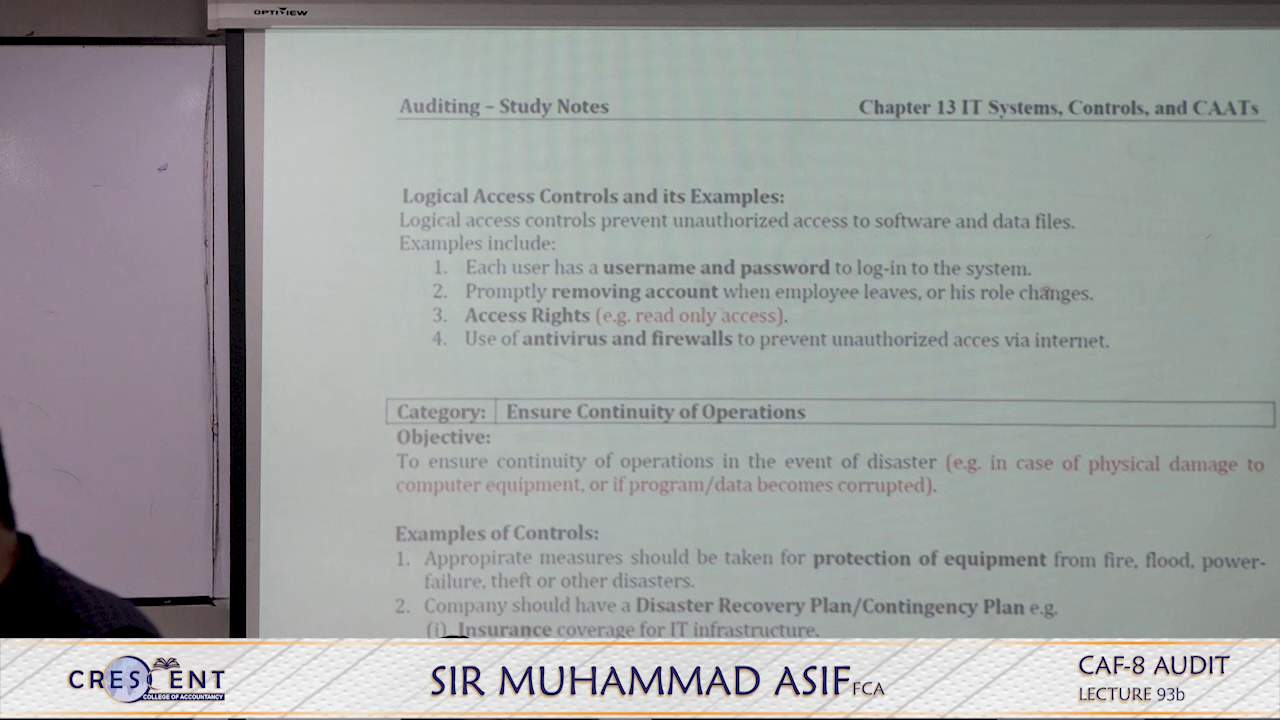 OPTIVIEW
Auditing – Study Notes
Chapter 13 IT Systems, Controls, and CAATs
Logical Access Controls and its Examples:
Logical access controls prevent unauthorized access to software and data files.
Examples include:
1. Each user has a username and password to log-in to the system.
2. Promptly removing account when employee leaves, or his role changes.
3. Access Rights (e.g. read only access).
4. Use of antivirus and firewalls to prevent unauthorized acces via internet.
Category: Ensure Continuity of Operations
Objective:
To ensure continuity of operations in the event of disaster (e.g. in case of physical damage to
computer equipment, or if program/data becomes corrupted).
Examples of Controls:
1. Appropirate measures should be taken for protection of equipment from fire, flood, power-
failure, theft or other disasters.
2. Company should have a Disaster Recovery Plan/Contingency Plan e.g.
(i) Insurance coverage for IT infrastructure.
CRESCENT
COLLEGE OF ACCOUNTANCY
SIR MUHAMMAD ASIF FCA
CAF-8 AUDIT
LECTURE 93b